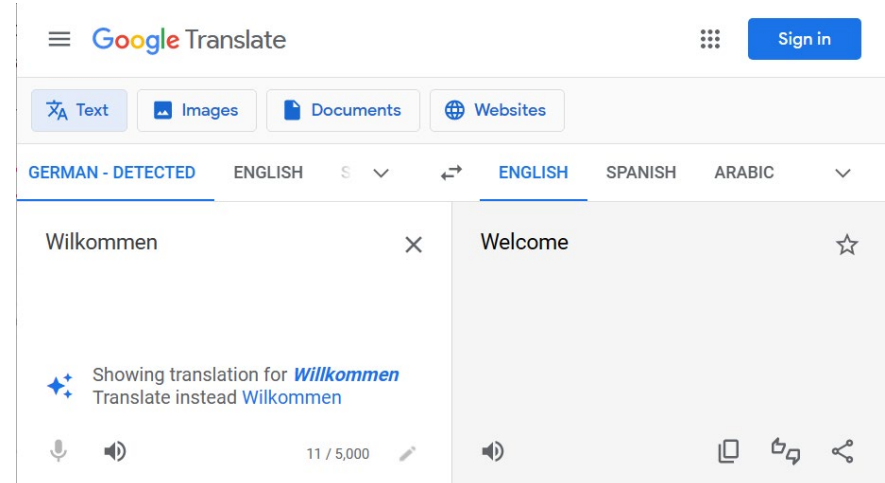 Google Translate
Sign in
Text Images Documents Websites
GERMAN - DETECTED ENGLISH S ENGLISH SPANISH ARABIC
Wilkommen Welcome
Showing translation for Willkommen
Translate instead Wilkommen
11 / 5,000